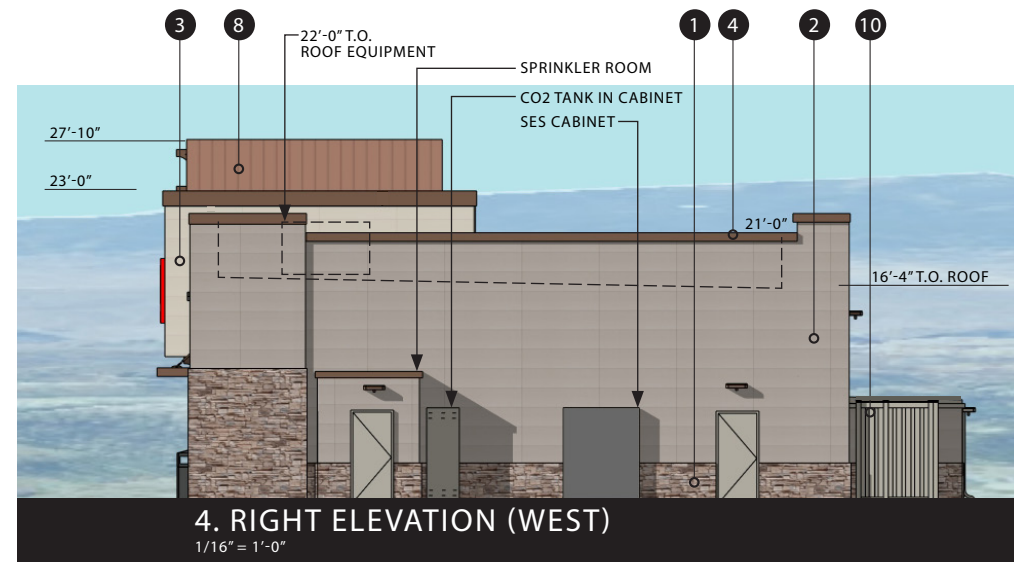 3
8
1
4
2
10
22’-0” T.O.
ROOF EQUIPMENT
SPRINKLER ROOM
CO2 TANK IN CABINET
SES CABINET
27’-10”
23’-0”
21’-0”
16’-4” T.O. ROOF
4. RIGHT ELEVATION (WEST)
1/16” = 1’-0”